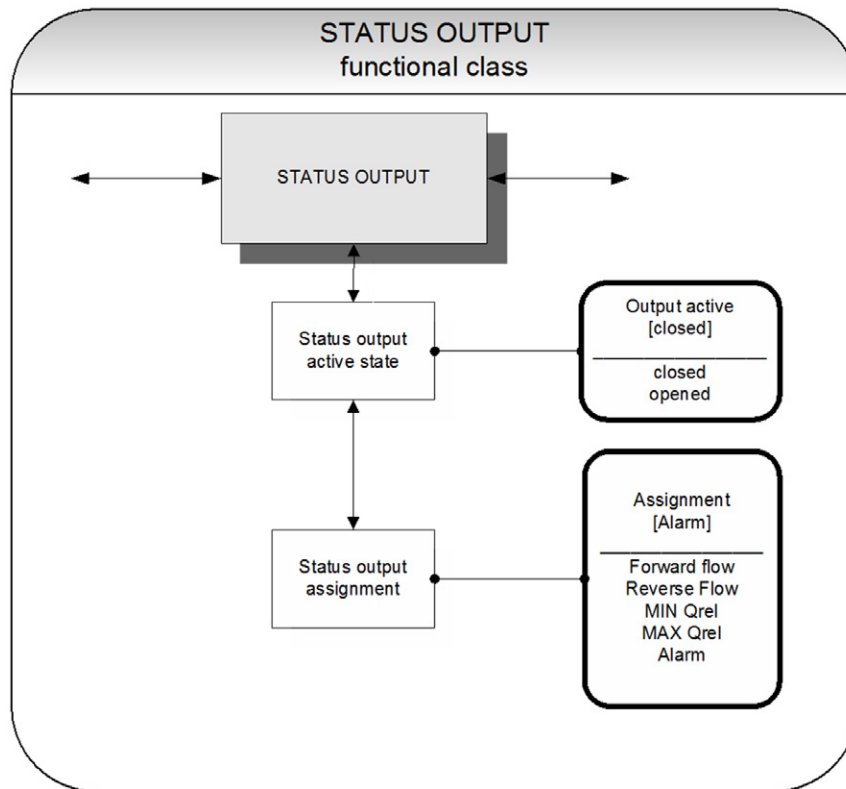 STATUS OUTPUT
functional class
STATUS OUTPUT
Status output
active state
Output active
[closed]
closed
opened
Status output
assignment
Assignment
[Alarm]
Forward flow
Reverse Flow
MIN Qrel
MAX Qrel
Alarm